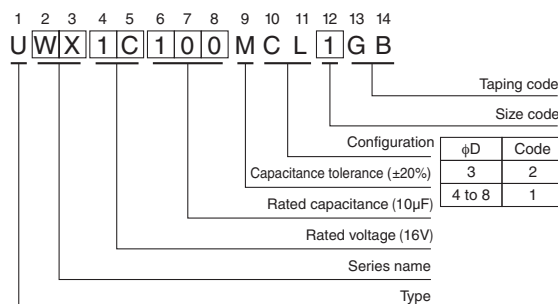 1 2 3 4 5 6 7 8 9 10 11 12 13 14
U W X 1 C 1 0 0 M C L 1 G B
Taping code
Size code
Configuration
φD Code
3 2
4 to 8 1
Capacitance tolerance (±20%)
Rated capacitance (10µF)
Rated voltage (16V)
Series name
Type